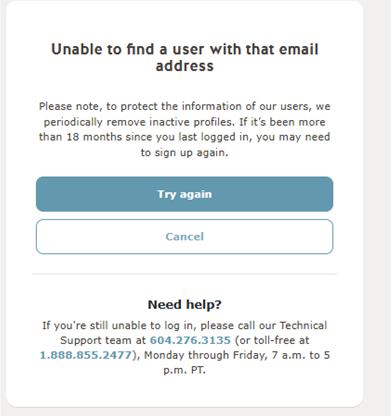 Unable to find a user with that email
address
Please note, to protect the information of our users, we
periodically remove inactive profiles. If it’s been more
than 18 months since you last logged in, you may need
to sign up again.
Try again
Cancel
Need help?
If you're still unable to log in, please call our Technical
Support team at 604.276.3135 (or toll-free at
1.888.855.2477), Monday through Friday, 7 a.m. to 5
p.m. PT.